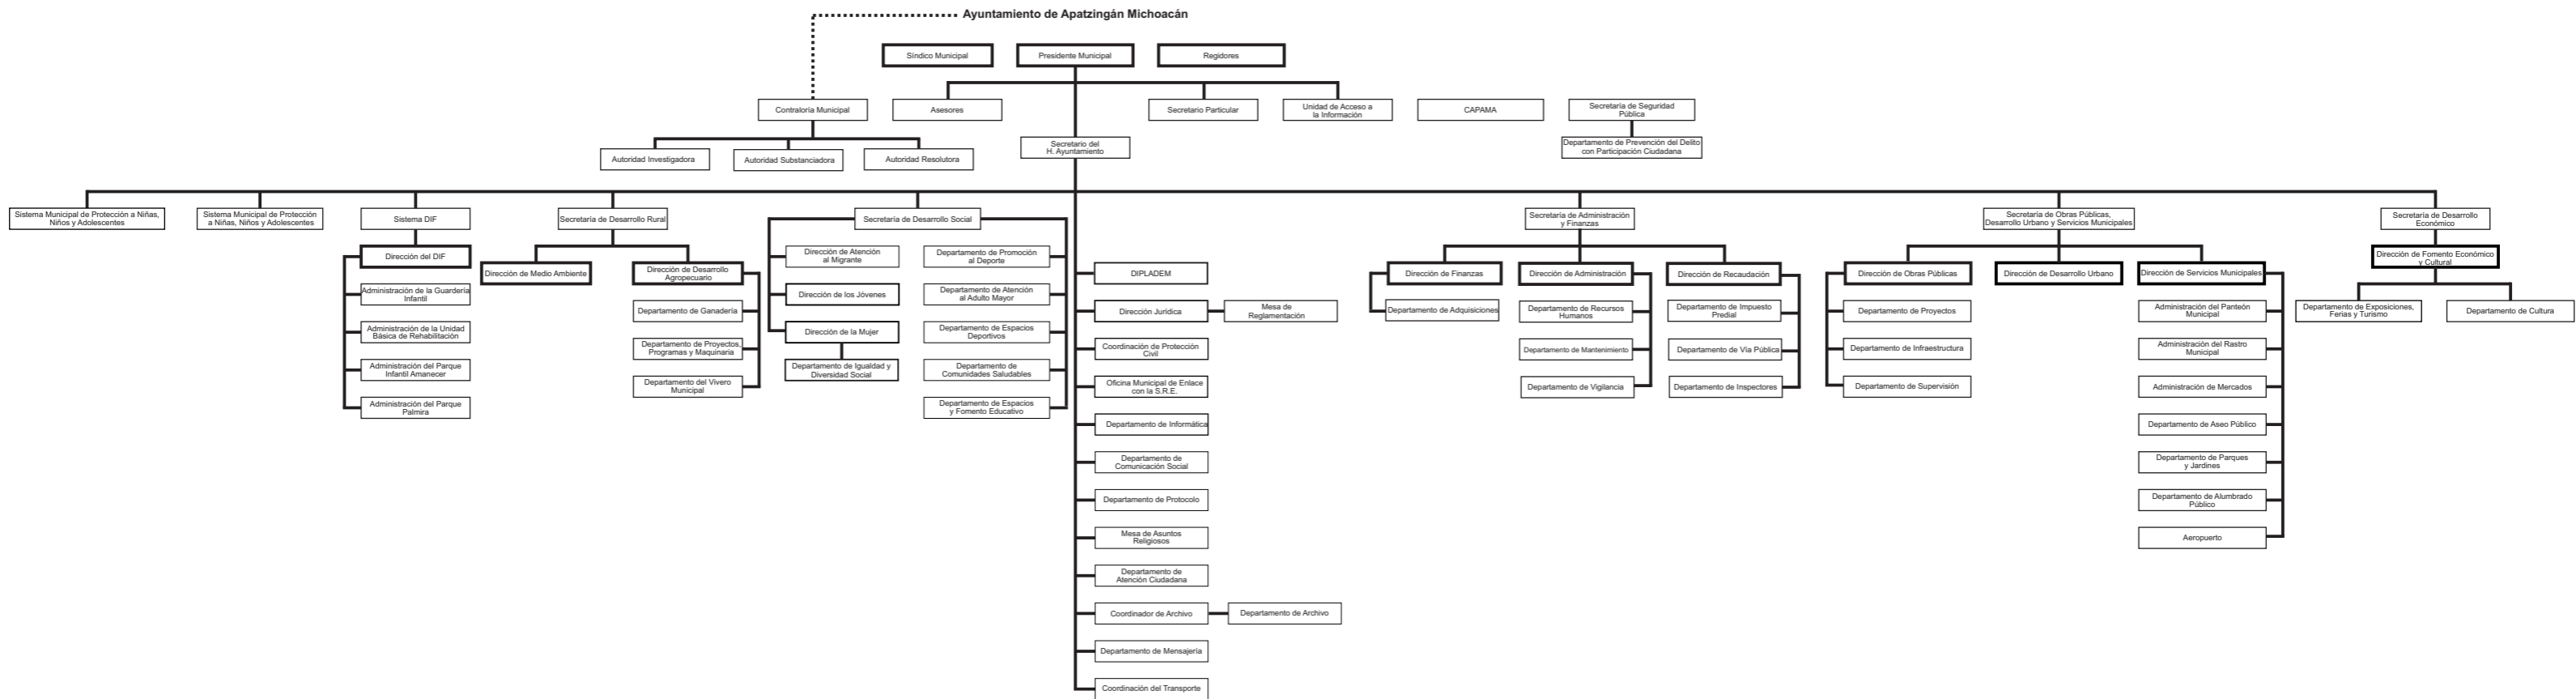 Ayuntamiento de Apatzingán Michoacán
Síndico Municipal
Presidente Municipal
Regidores
Contraloría Municipal
Asesores
Secretario Particular
Unidad de Acceso a
la Información
CAPAMA
Secretaría de Seguridad
Pública
Autoridad Investigadora
Autoridad Substanciadora
Autoridad Resolutora
Secretario del
H. Ayuntamiento
Departamento de Prevención del Delito
con Participación Ciudadana
Sistema Municipal de Protección a Niñas,
Niños y Adolescentes
Sistema Municipal de Protección
a Niñas, Niños y Adolescentes
Sistema DIF
Secretaría de Desarrollo Rural
Secretaría de Desarrollo Social
Secretaría de Administración
y Finanzas
Secretaría de Obras Públicas,
Desarrollo Urbano y Servicios Municipales
Secretaría de Desarrollo
Económico
Dirección del DIF
Administración de la Guardería
Infantil
Administración de la Unidad
Básica de Rehabilitación
Administración del Parque
Infantil Amanecer
Administración del Parque
Palmira
Dirección de Medio Ambiente
Dirección de Desarrollo
Agropecuario
Departamento de Ganadería
Departamento de Proyectos,
Programas y Maquinaria
Departamento del Vivero
Municipal
Dirección de Atención
al Migrante
Dirección de los Jóvenes
Dirección de la Mujer
Departamento de Igualdad y
Diversidad Social
Departamento de Promoción
al Deporte
Departamento de Atención
al Adulto Mayor
Departamento de Espacios
Deportivos
Departamento de
Comunidades Saludables
Departamento de Espacios
y Fomento Educativo
DIPLADEM
Dirección Jurídica
Mesa de
Reglamentación
Coordinación de Protección
Civil
Oficina Municipal de Enlace
con la S.R.E.
Departamento de Informática
Departamento de
Comunicación Social
Departamento de Protocolo
Mesa de Asuntos
Religiosos
Departamento de
Atención Ciudadana
Coordinador de Archivo
Departamento de Archivo
Departamento de Mensajería
Coordinación del Transporte
Dirección de Finanzas
Departamento de Adquisiciones
Dirección de Administración
Departamento de Recursos
Humanos
Departamento de Mantenimiento
Departamento de Vigilancia
Dirección de Recaudación
Departamento de Impuesto
Predial
Departamento de Vía Pública
Departamento de Inspectores
Dirección de Obras Públicas
Departamento de Proyectos
Departamento de Infraestructura
Departamento de Supervisión
Dirección de Desarrollo Urbano
Dirección de Servicios Municipales
Administración del Panteón
Municipal
Administración del Rastro
Municipal
Administración de Mercados
Departamento de Aseo Público
Departamento de Parques
y Jardines
Departamento de Alumbrado
Público
Aeropuerto
Dirección de Fomento Económico
y Cultural
Departamento de Exposiciones,
Ferias y Turismo
Departamento de Cultura